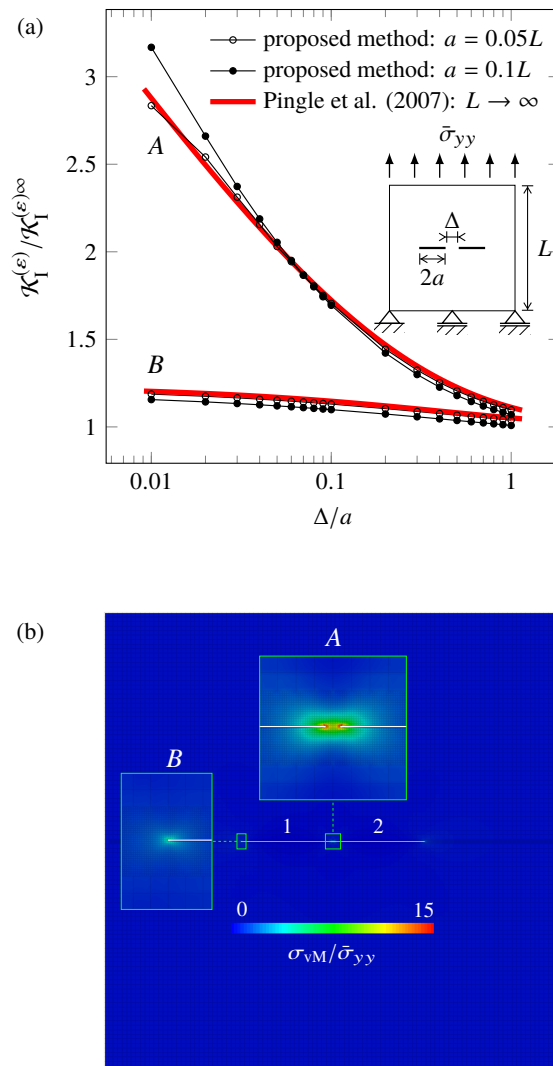 (a)
proposed method: a = 0.05L
proposed method: a = 0.1L
Pingle et al. (2007): L → ∞
3
2.5
2
1.5
1
A
B
σ̄yy
Δ
2a
L
𝒦I(ε)/𝒦I(ε)∞
0.01
0.1
1
Δ/a
(b)
A
B
1
2
0
15
σvM/σ̄yy